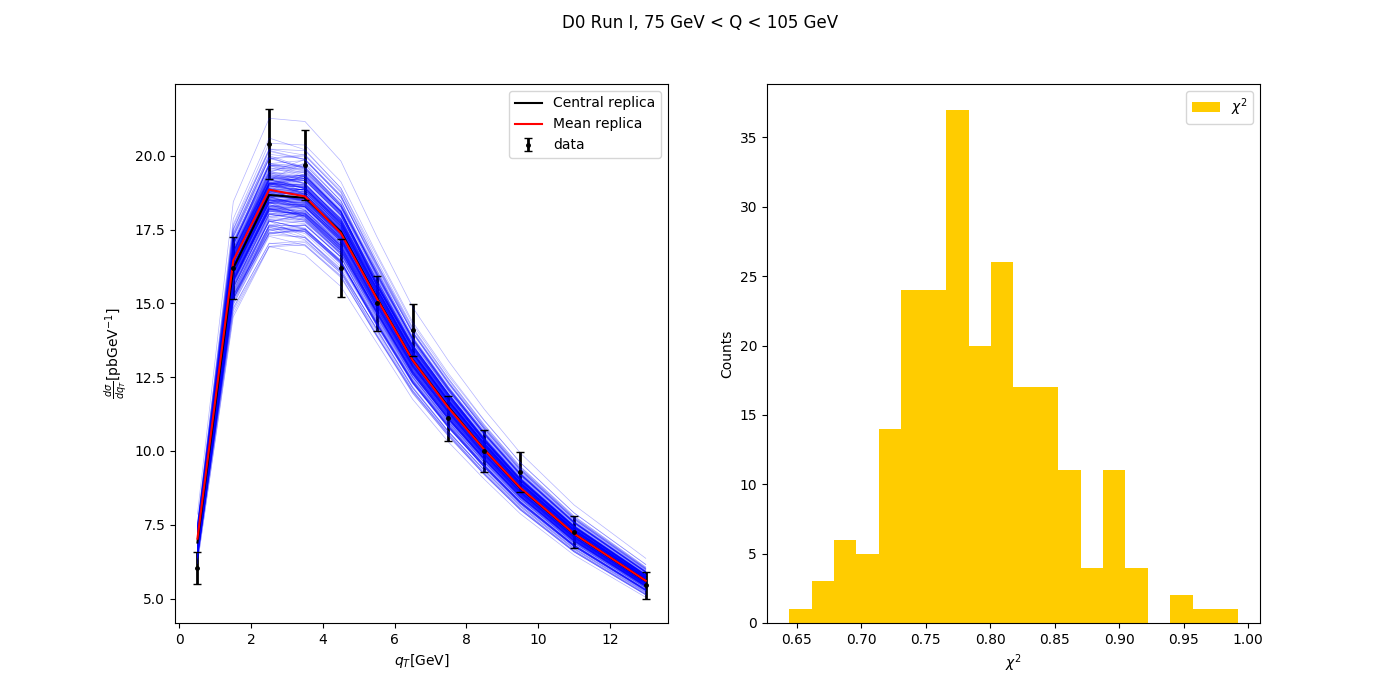 D0 Run I, 75 GeV < Q < 105 GeV
Central replica
Mean replica
data
20.0
17.5
15.0
12.5
10.0
7.5
5.0
dσ/dq_T [pbGeV⁻¹]
0 2 4 6 8 10 12
q_T[GeV]
χ²
35
30
25
20
15
10
5
0
Counts
0.65 0.70 0.75 0.80 0.85 0.90 0.95 1.00
χ²